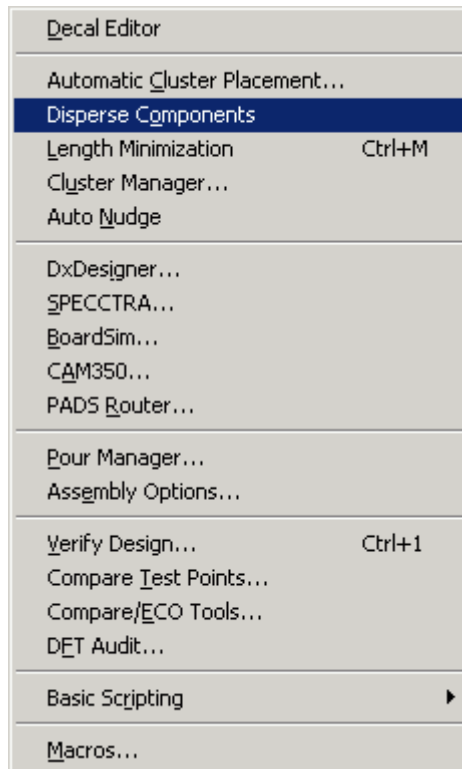 Decal Editor
Automatic Cluster Placement...
Disperse Components
Length Minimization Ctrl+M
Cluster Manager...
Auto Nudge
DxDesigner...
SPECCTRA...
BoardSim...
CAM350...
PADS Router...
Pour Manager...
Assembly Options...
Verify Design... Ctrl+1
Compare Test Points...
Compare/ECO Tools...
DFT Audit...
Basic Scripting
Macros...